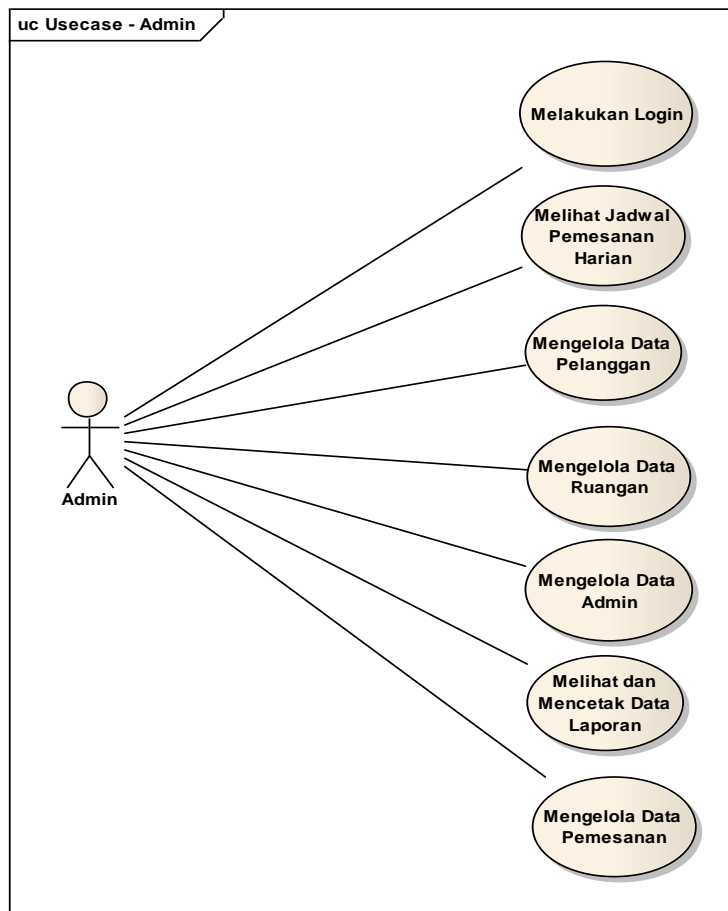 uc Usecase - Admin
Melakukan Login
Melihat Jadwal
Pemesanan
Harian
Mengelola Data
Pelanggan
Admin
Mengelola Data
Ruangan
Mengelola Data
Admin
Melihat dan
Mencetak Data
Laporan
Mengelola Data
Pemesanan